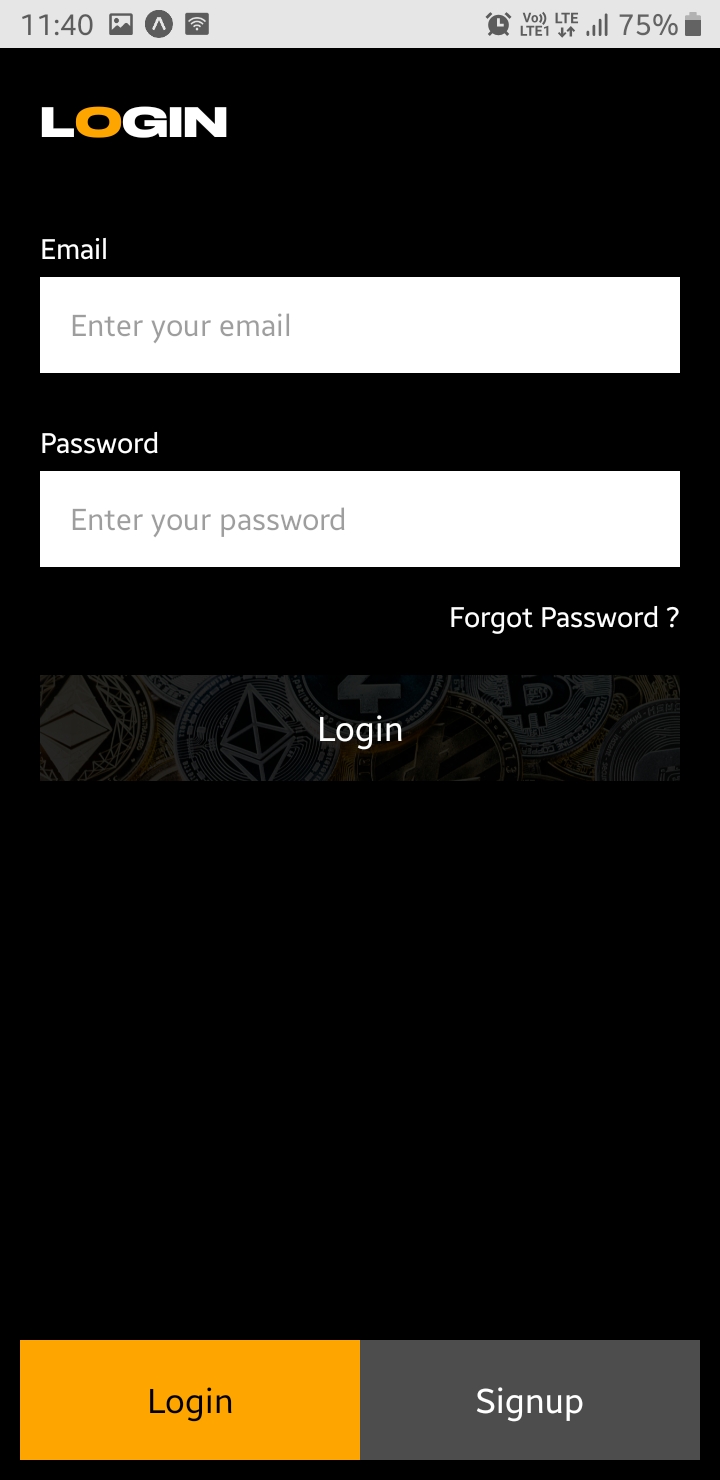 11:40 Vo)) LTE1 LTE 75%
LOGIN
Email
Enter your email
Password
Enter your password
Forgot Password ?
Login
Login Signup